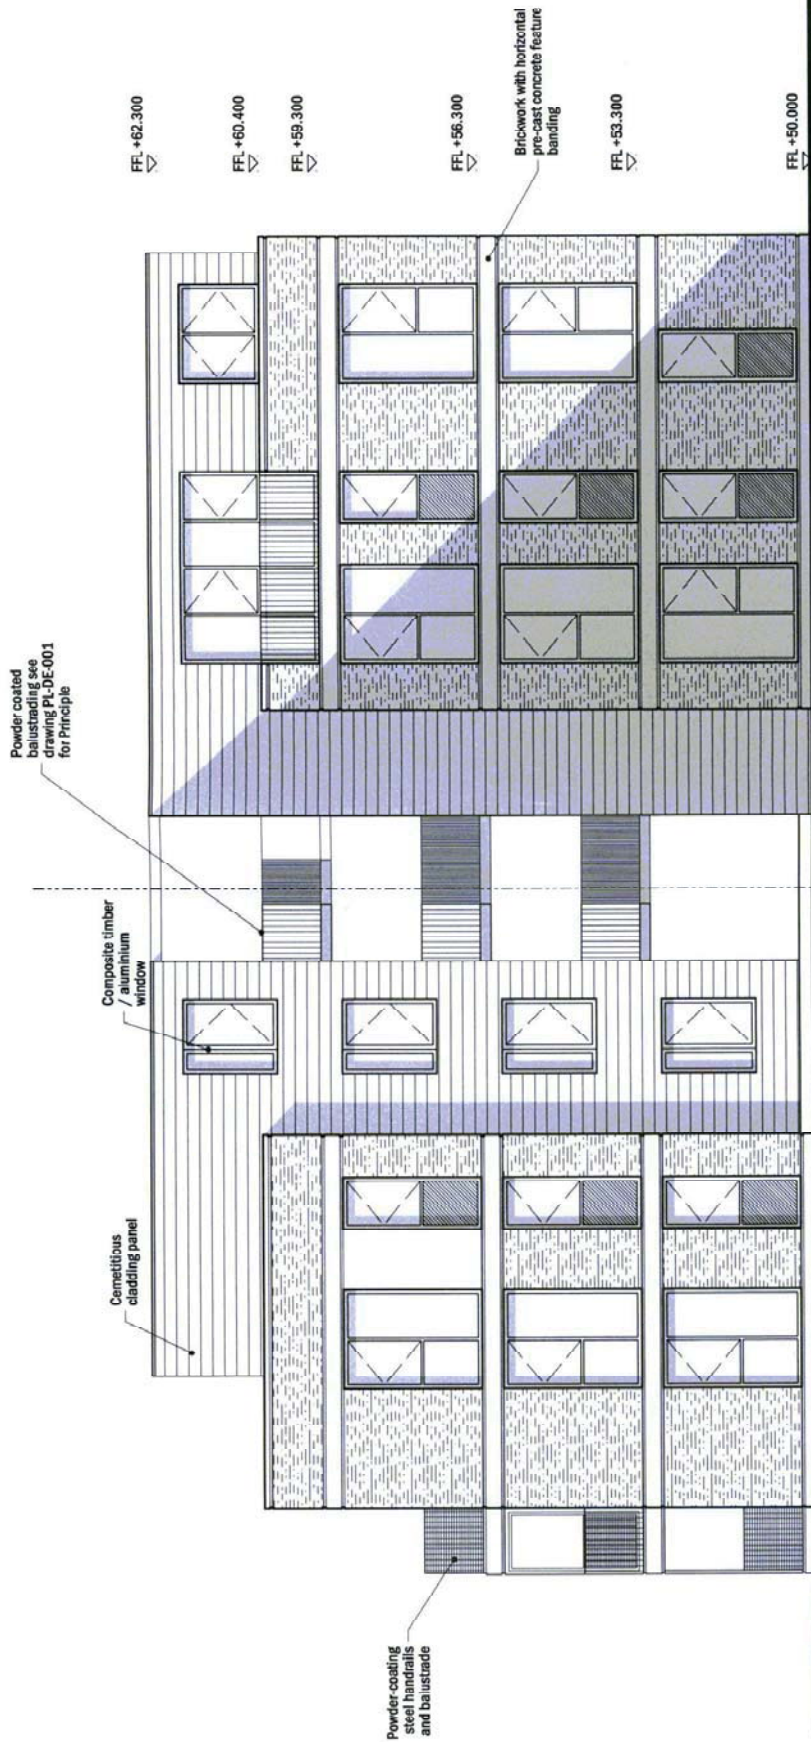 Powder-coating
steel handrails
and balustrade
Cemetitious
cladding panel
Composite timber
/ aluminium
window
Powder coated
balustrading see
drawing PL-DE-001
for Principle
Brickwork with horizontal
pre-cast concrete feature
banding
FFL +62.300
FFL +60.400
FFL +59.300
FFL +56.300
FFL +53.300
FFL +50.000